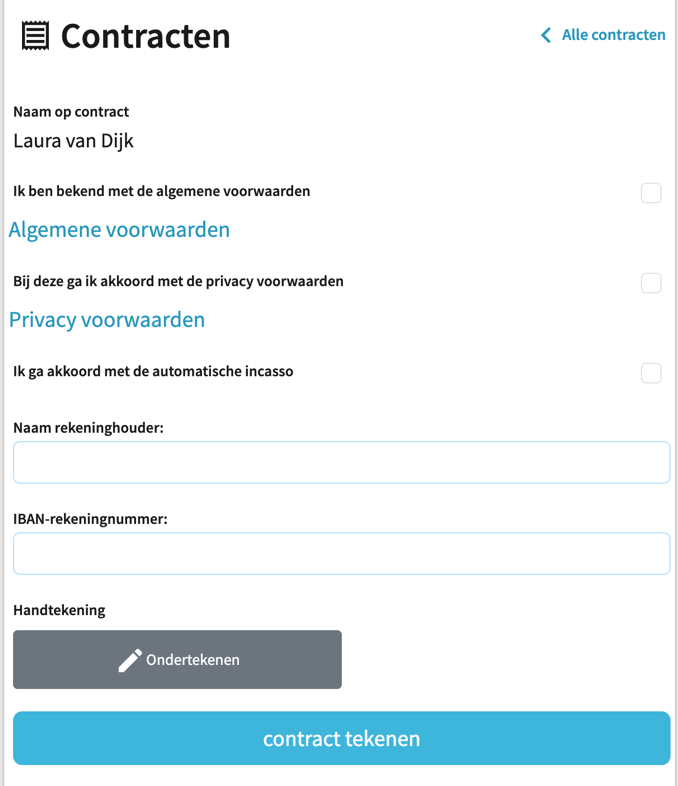 Contracten
Alle contracten
Naam op contract
Laura van Dijk
Ik ben bekend met de algemene voorwaarden
Algemene voorwaarden
Bij deze ga ik akkoord met de privacy voorwaarden
Privacy voorwaarden
Ik ga akkoord met de automatische incasso
Naam rekeninghouder:
IBAN-rekeningnummer:
Handtekening
Ondertekenen
contract tekenen